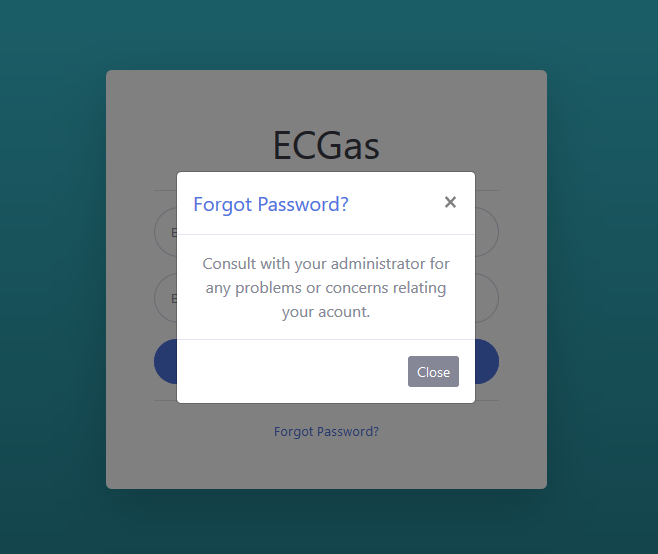 ECGas
Forgot Password?
×
E
E
Consult with your administrator for
any problems or concerns relating
your acount.
Close
Forgot Password?